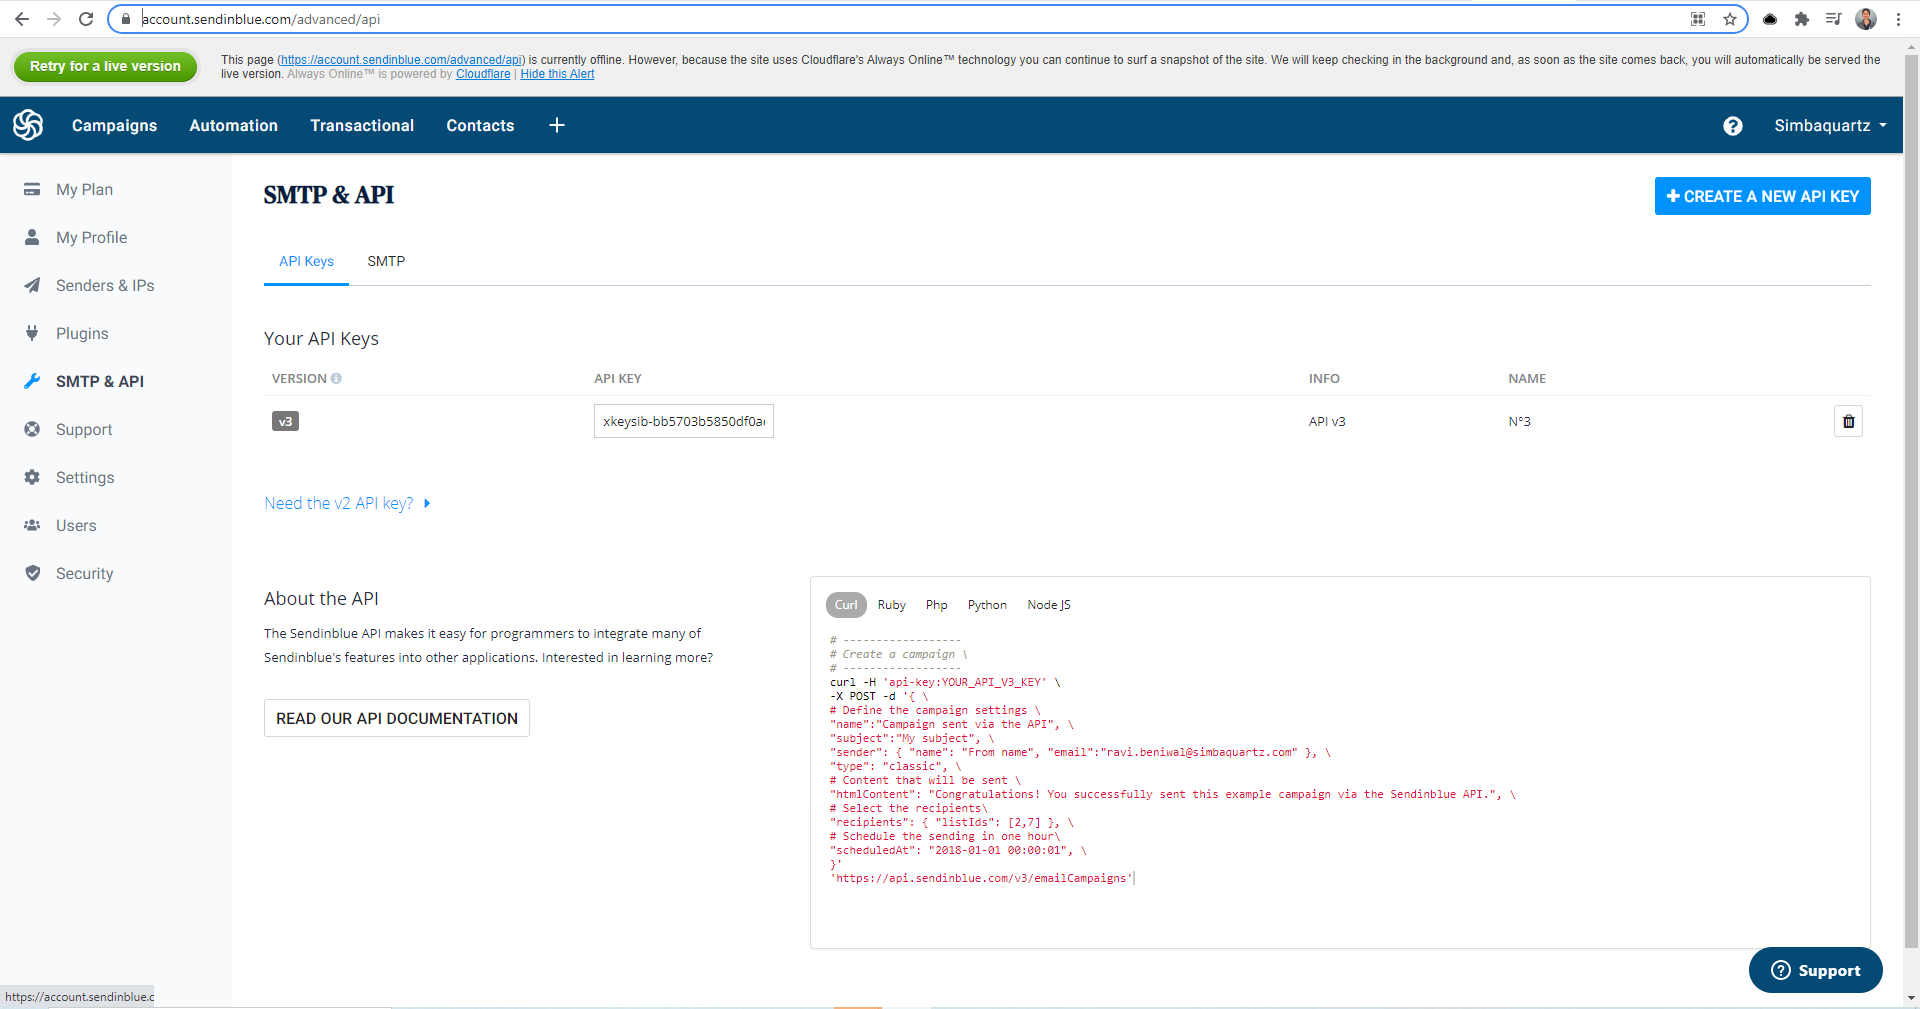 account.sendinblue.com/advanced/api
Retry for a live version
This page (https://account.sendinblue.com/advanced/api) is currently offline. However, because the site uses Cloudflare's Always Online™ technology you can continue to surf a snapshot of the site. We will keep checking in the background and, as soon as the site comes back, you will automatically be served the
live version. Always Online™ is powered by Cloudflare | Hide this Alert
Campaigns Automation Transactional Contacts + ? Simbaquartz
My Plan
My Profile
Senders & IPs
Plugins
SMTP & API
Support
Settings
Users
Security
SMTP & API
+ CREATE A NEW API KEY
API Keys SMTP
Your API Keys
VERSION API KEY INFO NAME
v3 xkeysib-bb5703b5850df0a API v3 N°3
Need the v2 API key?
About the API
The Sendinblue API makes it easy for programmers to integrate many of
Sendinblue's features into other applications. Interested in learning more?
READ OUR API DOCUMENTATION
Curl Ruby Php Python Node JS
# ------------------
# Create a campaign \
# ------------------
curl -H 'api-key:YOUR_API_V3_KEY' \
-X POST -d '{ \
# Define the campaign settings \
"name":"Campaign sent via the API", \
"subject":"My subject", \
"sender": { "name": "From name", "email":"ravi.beniwal@simbaquartz.com" }, \
"type": "classic", \
# Content that will be sent \
"htmlContent": "Congratulations! You successfully sent this example campaign via the Sendinblue API.", \
# Select the recipients\
"recipients": { "listIds": [2,7] }, \
# Schedule the sending in one hour\
"scheduledAt": "2018-01-01 00:00:01", \
}'
'https://api.sendinblue.com/v3/emailCampaigns'
? Support
https://account.sendinblue.c